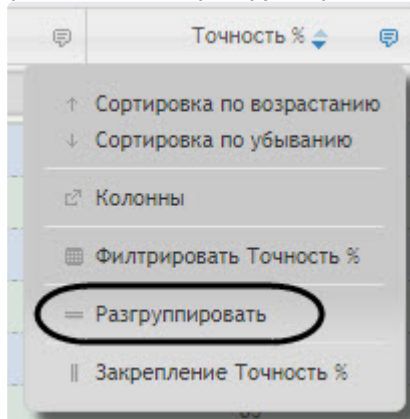 Точность %
Сортировка по возрастанию
Сортировка по убыванию
Колонны
Филтрировать Точность %
Разгруппировать
Закрепление Точность %